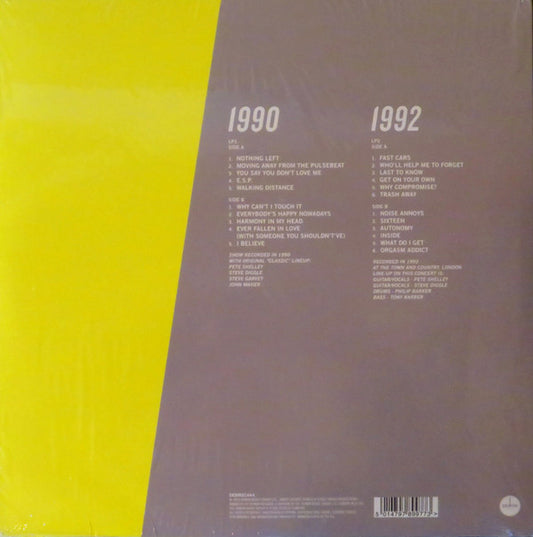 1990
LP1
SIDE A
1. NOTHING LEFT
2. MOVING AWAY FROM THE PULSEBEAT
3. YOU SAY YOU DON'T LOVE ME
4. E.S.P.
5. WALKING DISTANCE
SIDE B
1. WHY CAN'T I TOUCH IT
2. EVERYBODY'S HAPPY NOWADAYS
3. HARMONY IN MY HEAD
4. EVER FALLEN IN LOVE
(WITH SOMEONE YOU SHOULDN'T'VE)
5. I BELIEVE
SHOW RECORDED IN 1990
WITH ORIGINAL "CLASSIC" LINEUP:
PETE SHELLEY
STEVE DIGGLE
STEVE GARVEY
JOHN MAHER
1992
LP2
SIDE A
1. FAST CARS
2. WHO'LL HELP ME TO FORGET
3. LAST TO KNOW
4. GET ON YOUR OWN
5. WHY COMPROMISE?
6. TRASH AWAY
SIDE B
1. NOISE ANNOYS
2. SIXTEEN
3. AUTONOMY
4. INSIDE
5. WHAT DO I GET
6. ORGASM ADDICT
RECORDED IN 1992
AT THE TOWN AND COUNTRY, LONDON
LINE UP ON THIS CONCERT IS:
GUITAR/VOCALS - PETE SHELLEY
GUITAR/VOCALS - STEVE DIGGLE
DRUMS - PHILIP BARKER
BASS - TONY BARBER